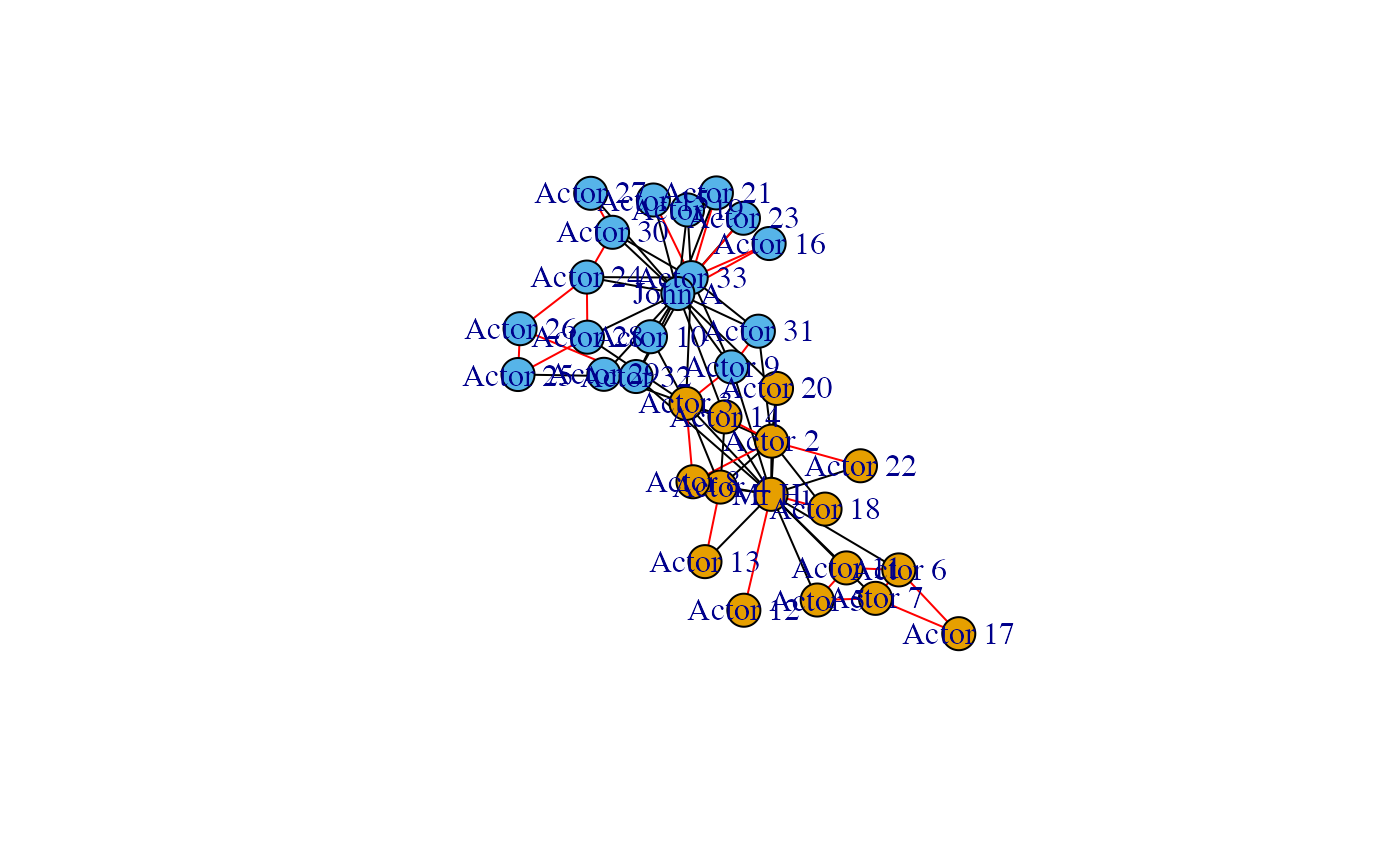 Actor 27
Actor 15
Actor 19
Actor 21
Actor 23
Actor 30
Actor 16
Actor 24
Actor 33
John A
Actor 26
Actor 28
Actor 10
Actor 31
Actor 25
Actor 29
Actor 32
Actor 9
Actor 20
Actor 3
Actor 14
Actor 2
Actor 22
Actor 8
Actor 4
Mr Hi
Actor 18
Actor 13
Actor 11
Actor 6
Actor 12
Actor 5
Actor 7
Actor 17